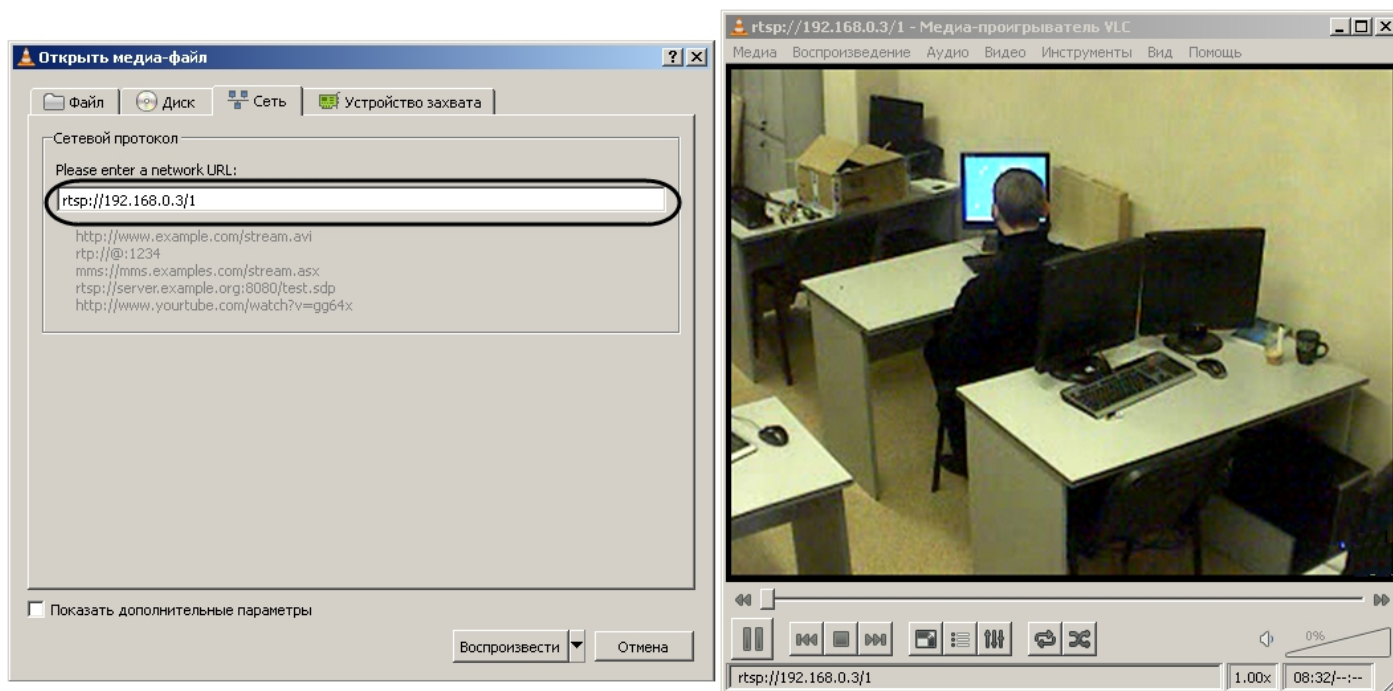 Открыть медиа-файл
Файл
Диск
Сеть
Устройство захвата
Сетевой протокол
Please enter a network URL:
rtsp://192.168.0.3/1
http://www.example.com/stream.avi
rtp://@:1234
mms://mms.examples.com/stream.asx
rtsp://server.example.org:8080/test.sdp
http://www.yourtube.com/watch?v=gg64x
Показать дополнительные параметры
Воспроизвести
Отмена
rtsp://192.168.0.3/1 - Медиа-проигрыватель VLC
Медиа Воспроизведение Аудио Видео Инструменты Вид Помощь
0%
rtsp://192.168.0.3/1
1.00x
08:32/--:--